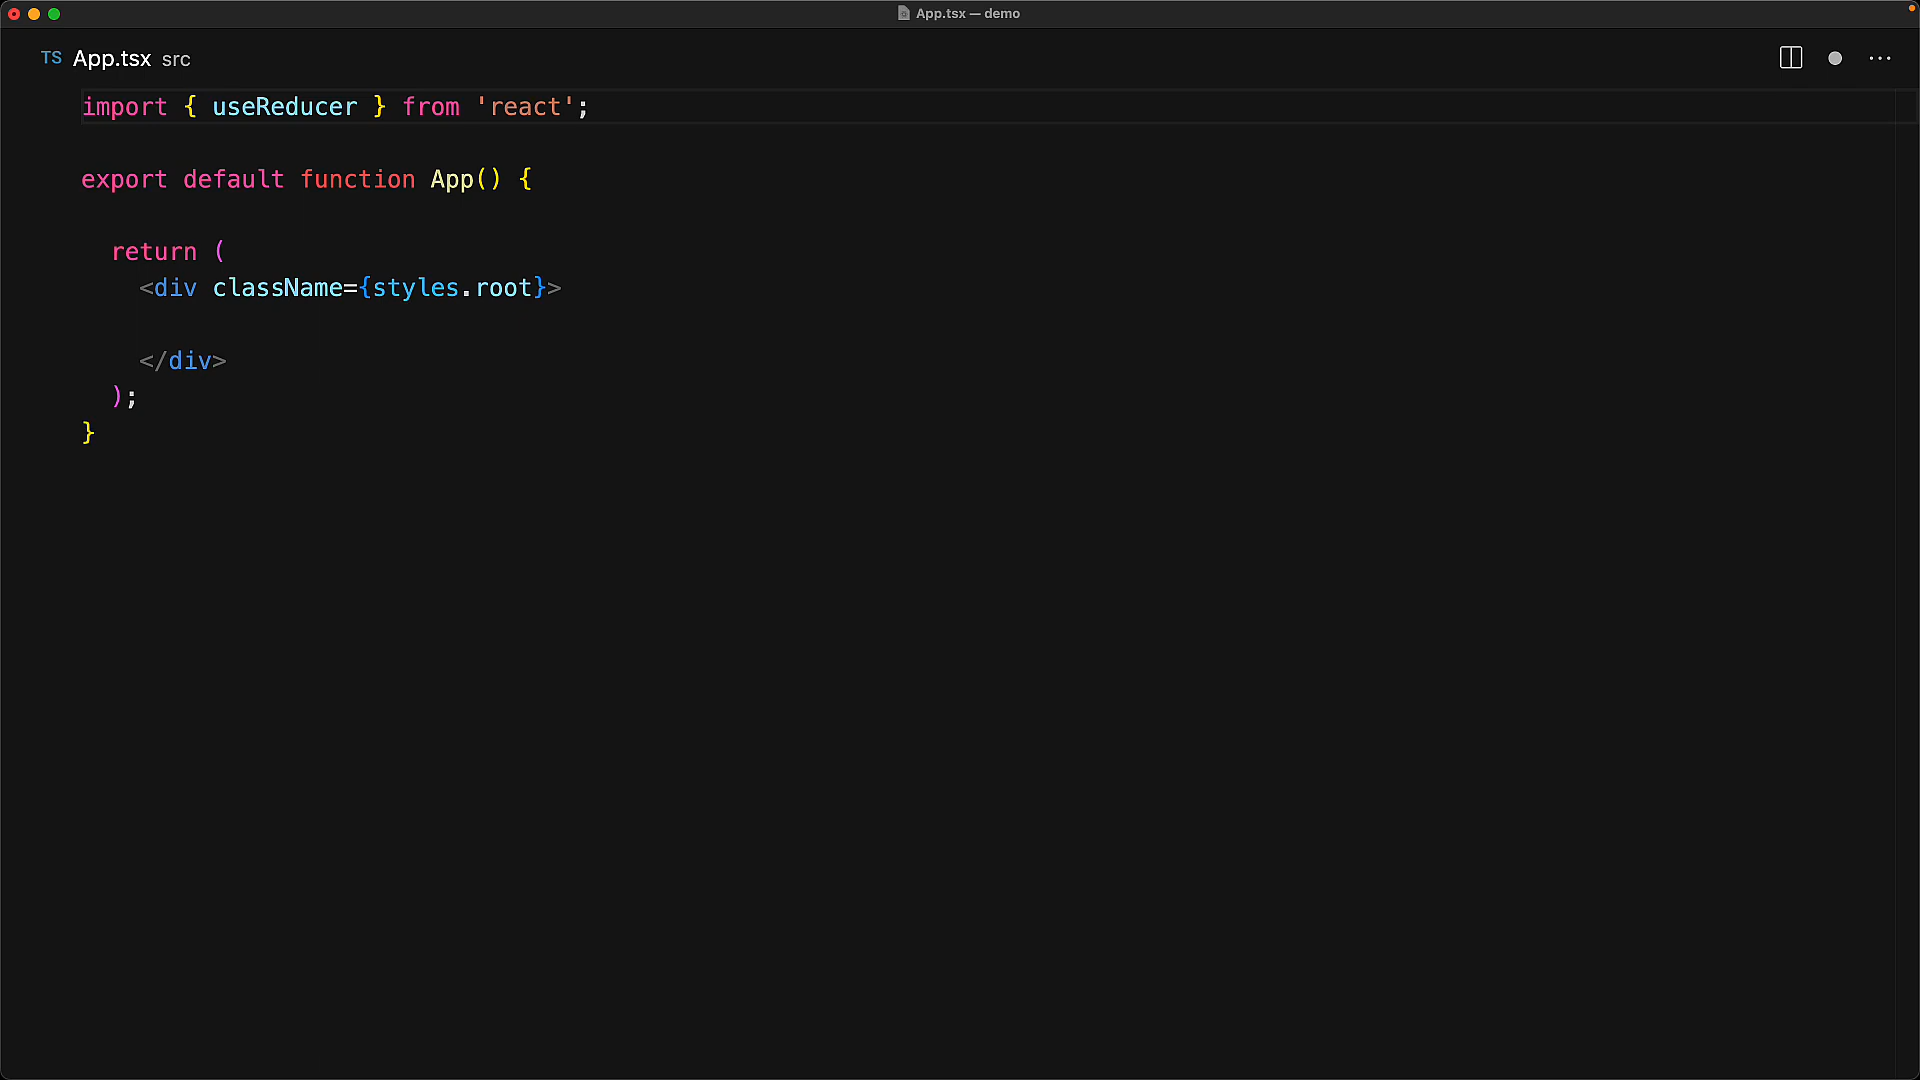 App.tsx — demo
TS App.tsx src
import { useReducer } from 'react';
export default function App() {
return (
<div className={styles.root}>
</div>
);
}